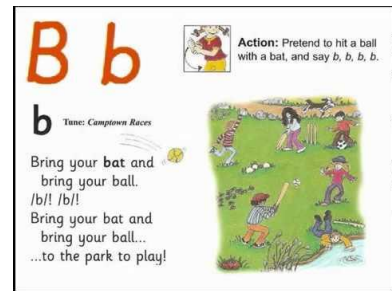 B b
Action: Pretend to hit a ball
with a bat, and say b, b, b, b.
b Tune: Camptown Races
Bring your bat and
bring your ball.
/b/! /b/!
Bring your bat and
bring your ball...
...to the park to play!